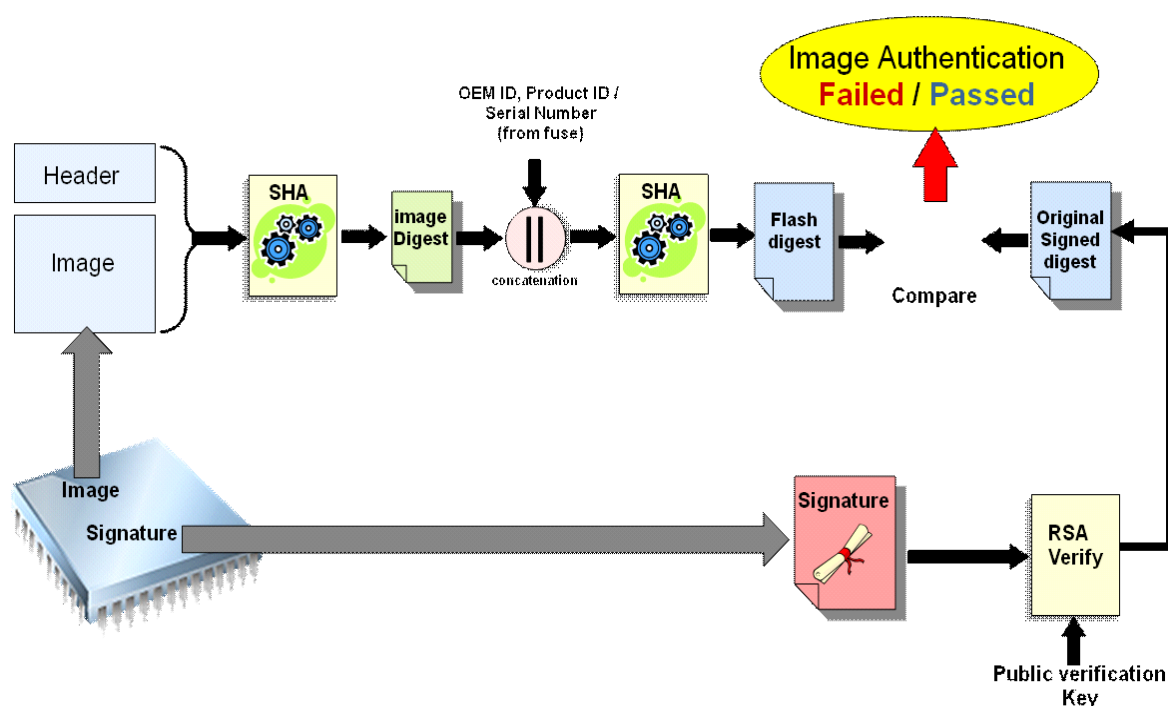 Image Authentication
Failed / Passed
OEM ID, Product ID /
Serial Number
(from fuse)
Header
Image
SHA
image
Digest
||
concatenation
SHA
Flash
digest
Compare
Original
Signed
digest
Image
Signature
Signature
RSA
Verify
Public verification
Key